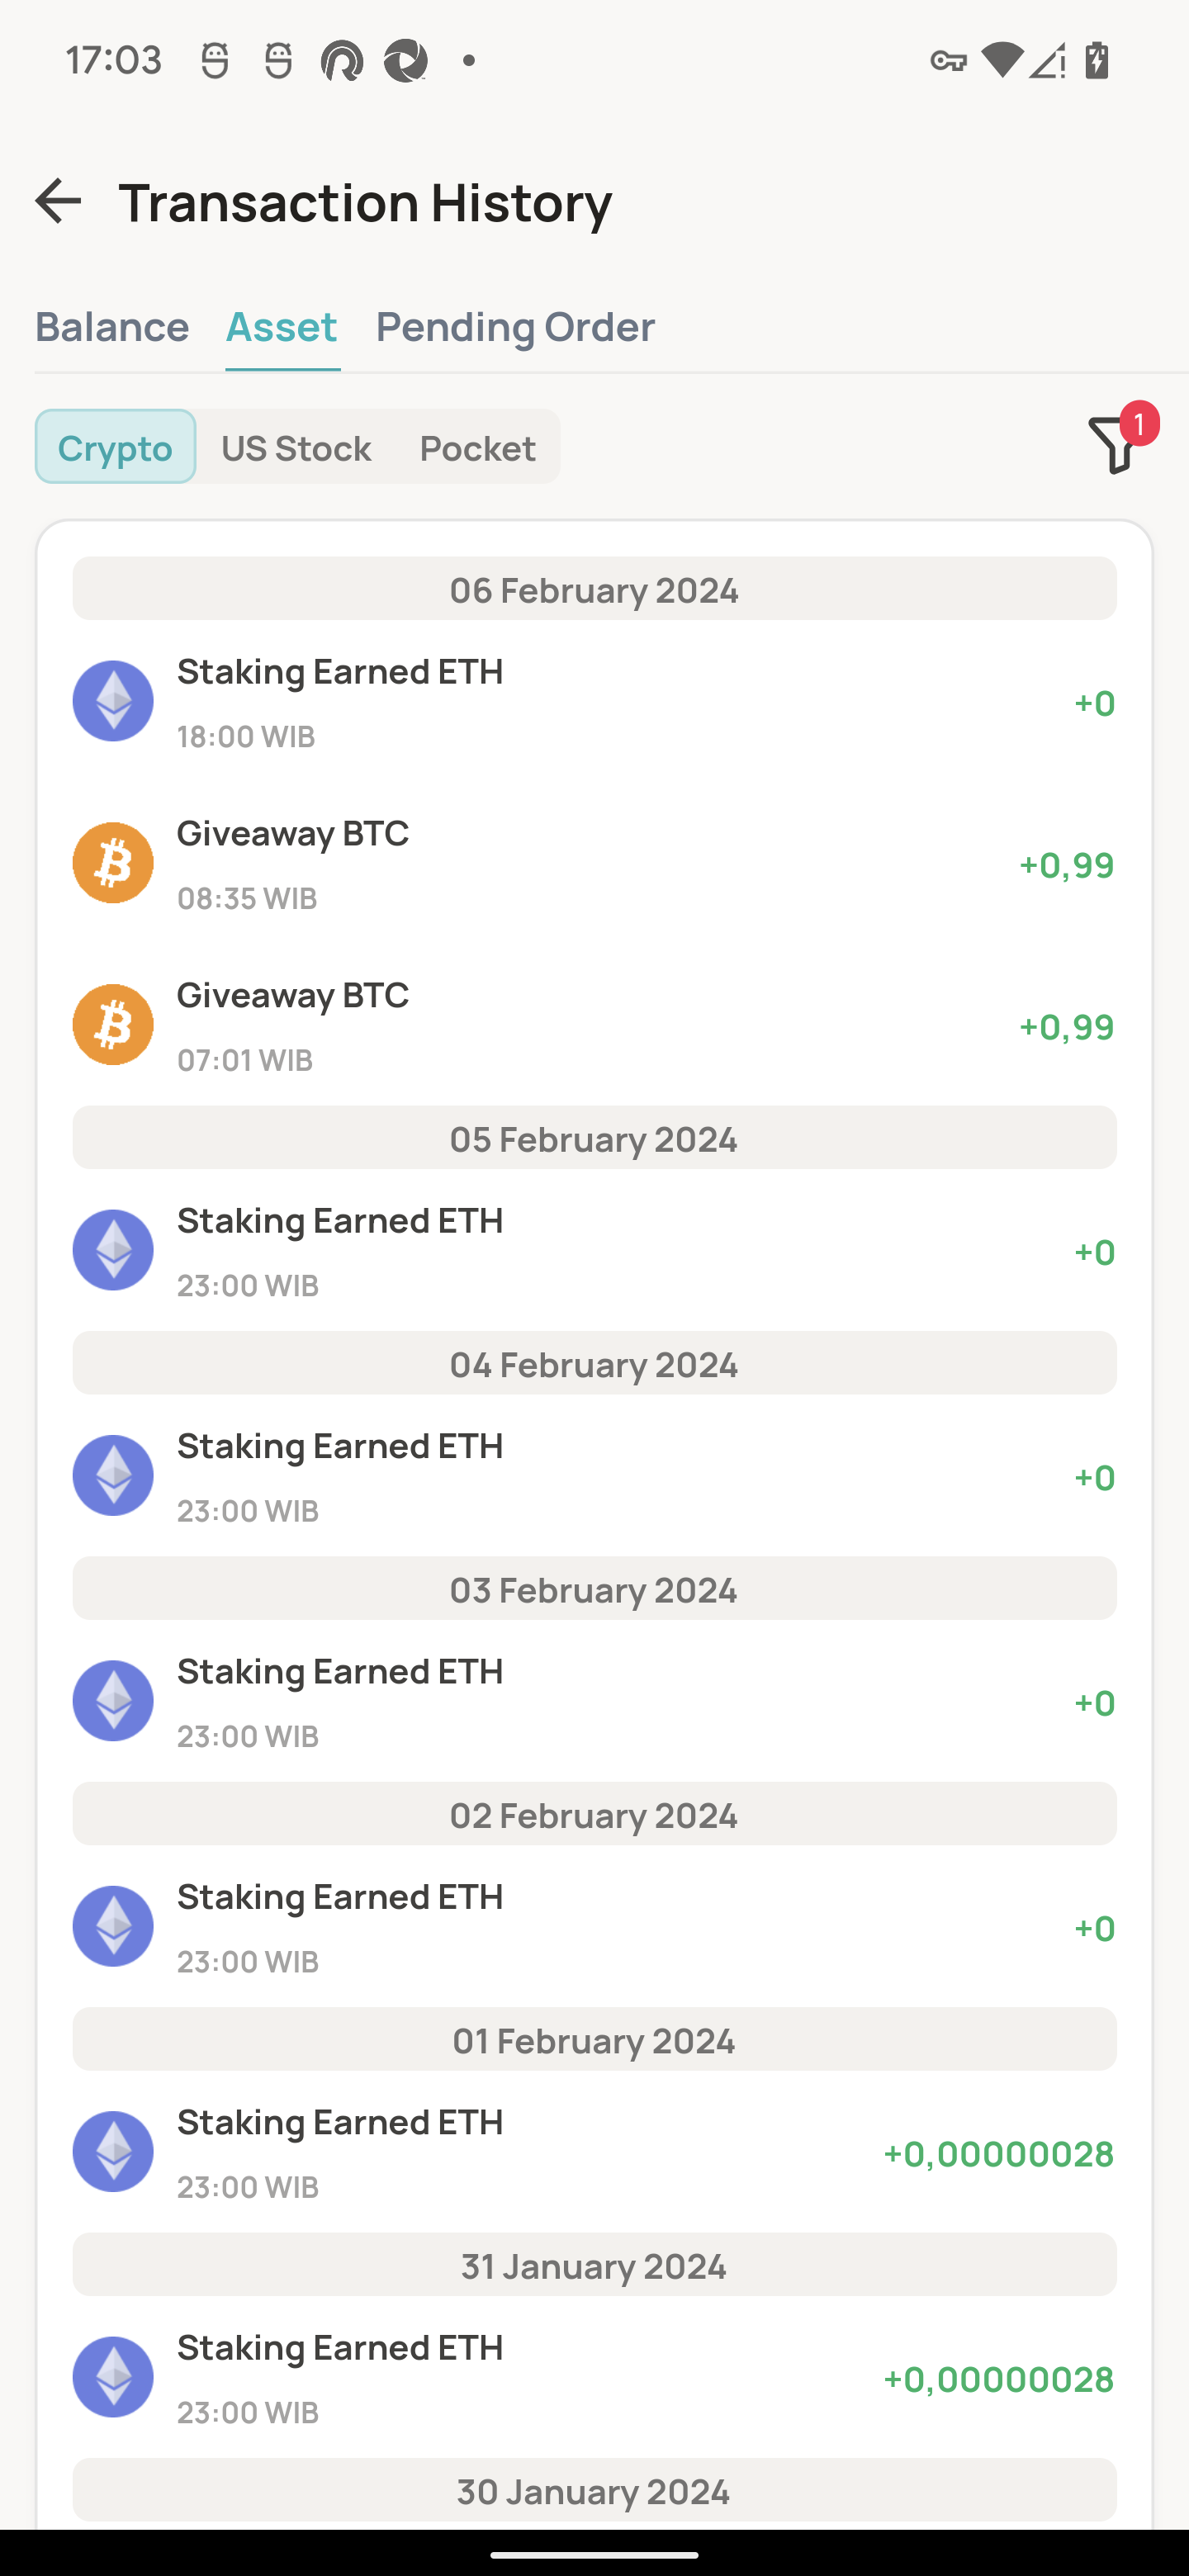 17:03
Transaction History
Balance Asset Pending Order
Crypto US Stock Pocket
1
06 February 2024
Staking Earned ETH
+0
18:00 WIB
Giveaway BTC
+0,99
08:35 WIB
Giveaway BTC
+0,99
07:01 WIB
05 February 2024
Staking Earned ETH
+0
23:00 WIB
04 February 2024
Staking Earned ETH
+0
23:00 WIB
03 February 2024
Staking Earned ETH
+0
23:00 WIB
02 February 2024
Staking Earned ETH
+0
23:00 WIB
01 February 2024
Staking Earned ETH
+0,00000028
23:00 WIB
31 January 2024
Staking Earned ETH
+0,00000028
23:00 WIB
30 January 2024